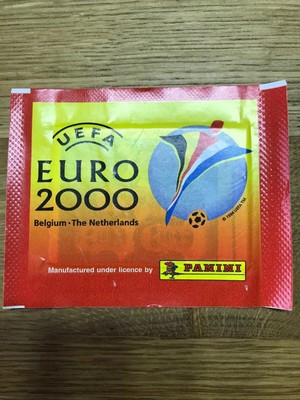 UEFA
EURO
2000
Belgium • The Netherlands
Manufactured under licence by
PANINI